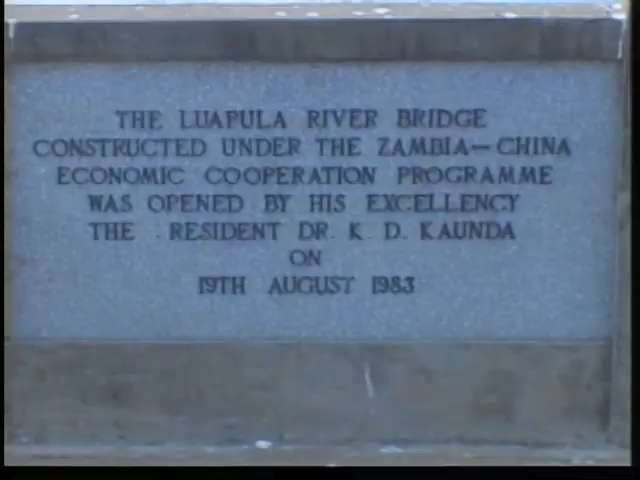 THE LUAPULA RIVER BRIDGE
CONSTRUCTED UNDER THE ZAMBIA-CHINA
ECONOMIC COOPERATION PROGRAMME
WAS OPENED BY HIS EXCELLENCY
THE RESIDENT DR. K. D. KAUNDA
ON
19TH AUGUST 1983